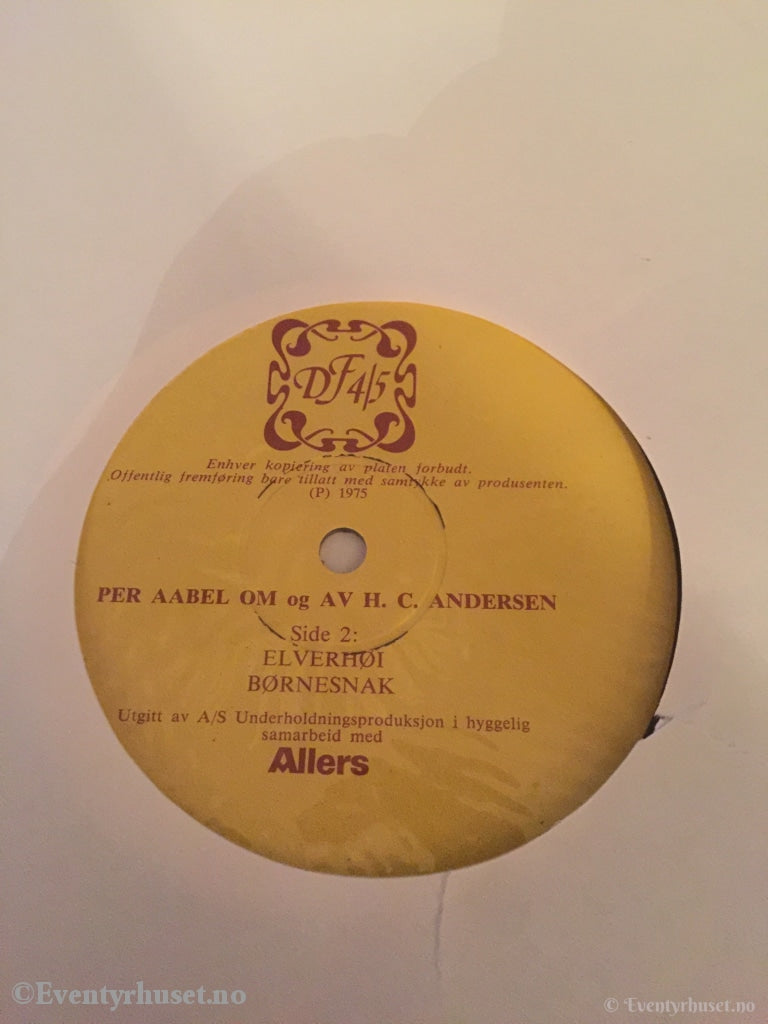 DF 4/5
Enhver kopiering av platen forbudt.
Offentlig fremføring bare tillatt med samtykke av produsenten.
(P) 1975
PER AABEL OM og AV H. C. ANDERSEN
Side 2:
ELVERHØI
BØRNESNAK
Utgitt av A/S Underholdningsproduksjon i hyggelig
samarbeid med
Allers
©Eventyrhuset.no
© Eventyrhuset.no